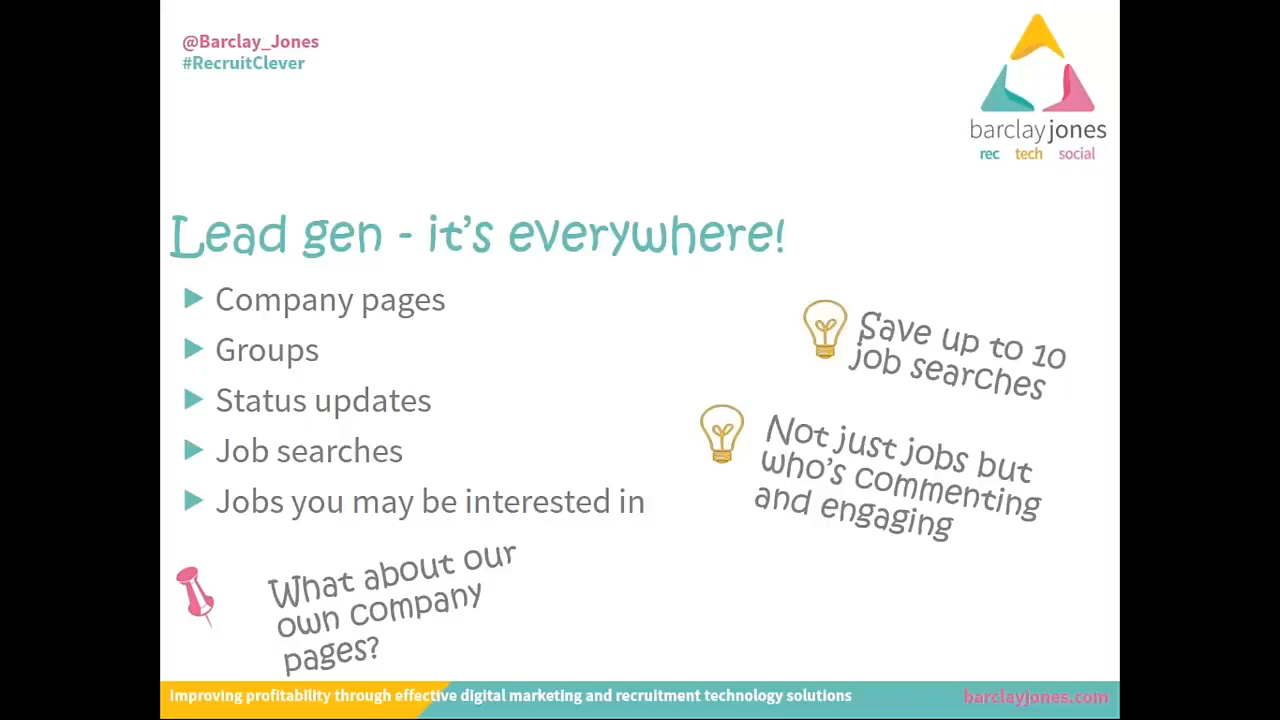 @Barclay_Jones
#RecruitClever
barclayjones
rec tech social
Lead gen - it's everywhere!
Company pages
Groups
Status updates
Job searches
Jobs you may be interested in
Save up to 10
job searches
Not just jobs but
who's commenting
and engaging
What about our
own company
pages?
Improving profitability through effective digital marketing and recruitment technology solutions
barclayjones.com